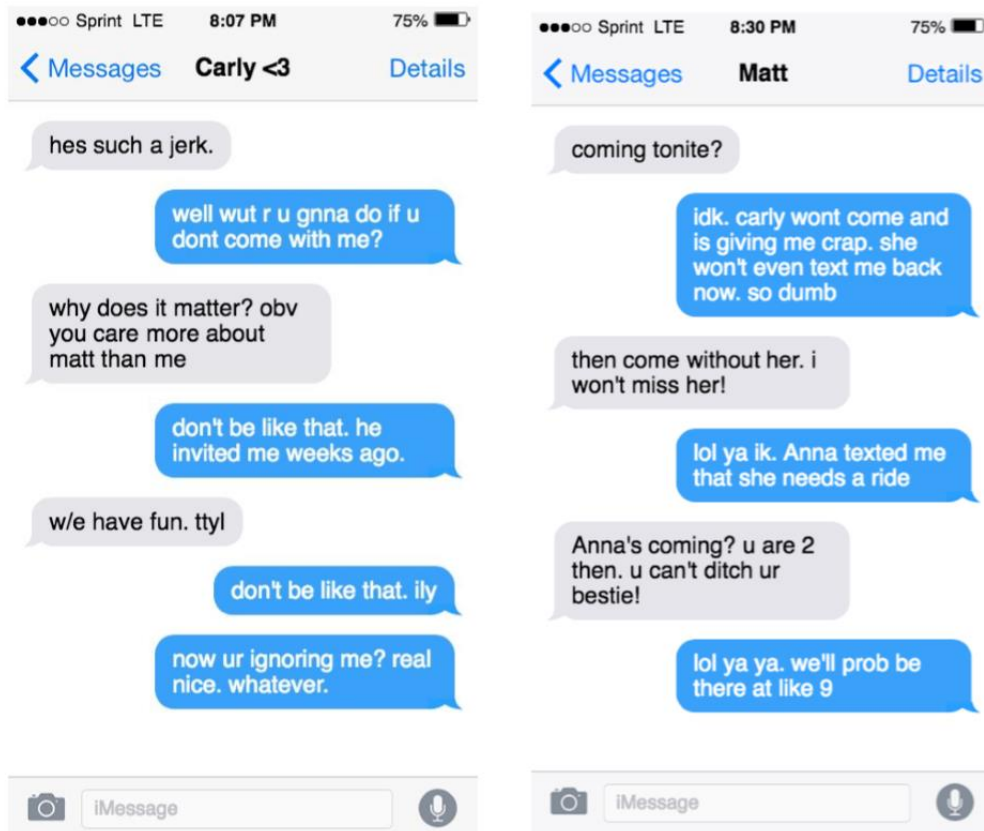 Sprint LTE 8:07 PM 75%
Messages Carly <3 Details
hes such a jerk.
well wut r u gnna do if u
dont come with me?
why does it matter? obv
you care more about
matt than me
don't be like that. he
invited me weeks ago.
w/e have fun. ttyl
don't be like that. ily
now ur ignoring me? real
nice. whatever.
iMessage
Sprint LTE 8:30 PM 75%
Messages Matt Details
coming tonite?
idk. carly wont come and
is giving me crap. she
won't even text me back
now. so dumb
then come without her. i
won't miss her!
lol ya ik. Anna texted me
that she needs a ride
Anna's coming? u are 2
then. u can't ditch ur
bestie!
lol ya ya. we'll prob be
there at like 9
iMessage